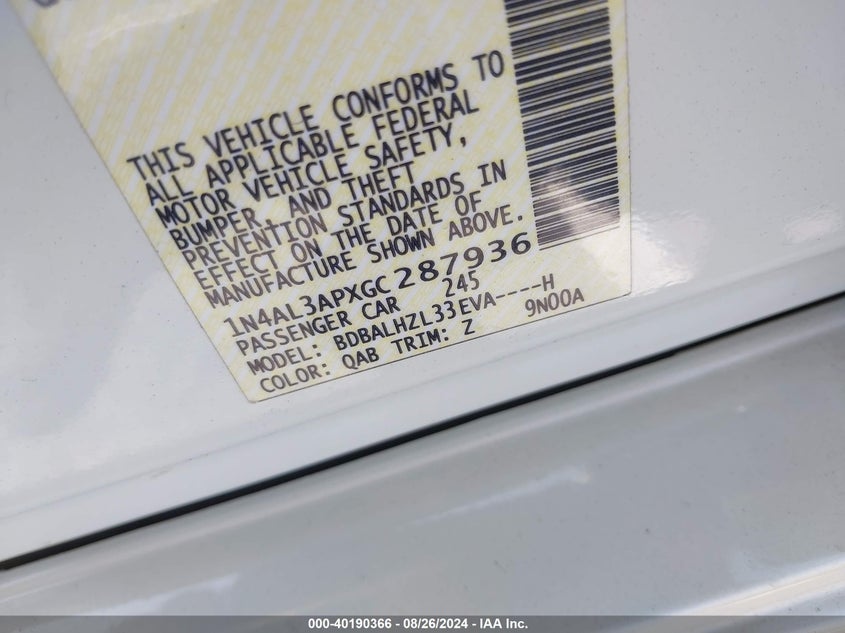 THIS VEHICLE CONFORMS TO
ALL APPLICABLE FEDERAL
MOTOR VEHICLE SAFETY,
BUMPER, AND THEFT
PREVENTION STANDARDS IN
EFFECT ON THE DATE OF
MANUFACTURE SHOWN ABOVE.
1N4AL3APXGC287936
PASSENGER CAR 245
MODEL: BDBALHZL33EVA----H
COLOR: QAB TRIM: Z 9N00A
000-40190366 - 08/26/2024 - IAA Inc.